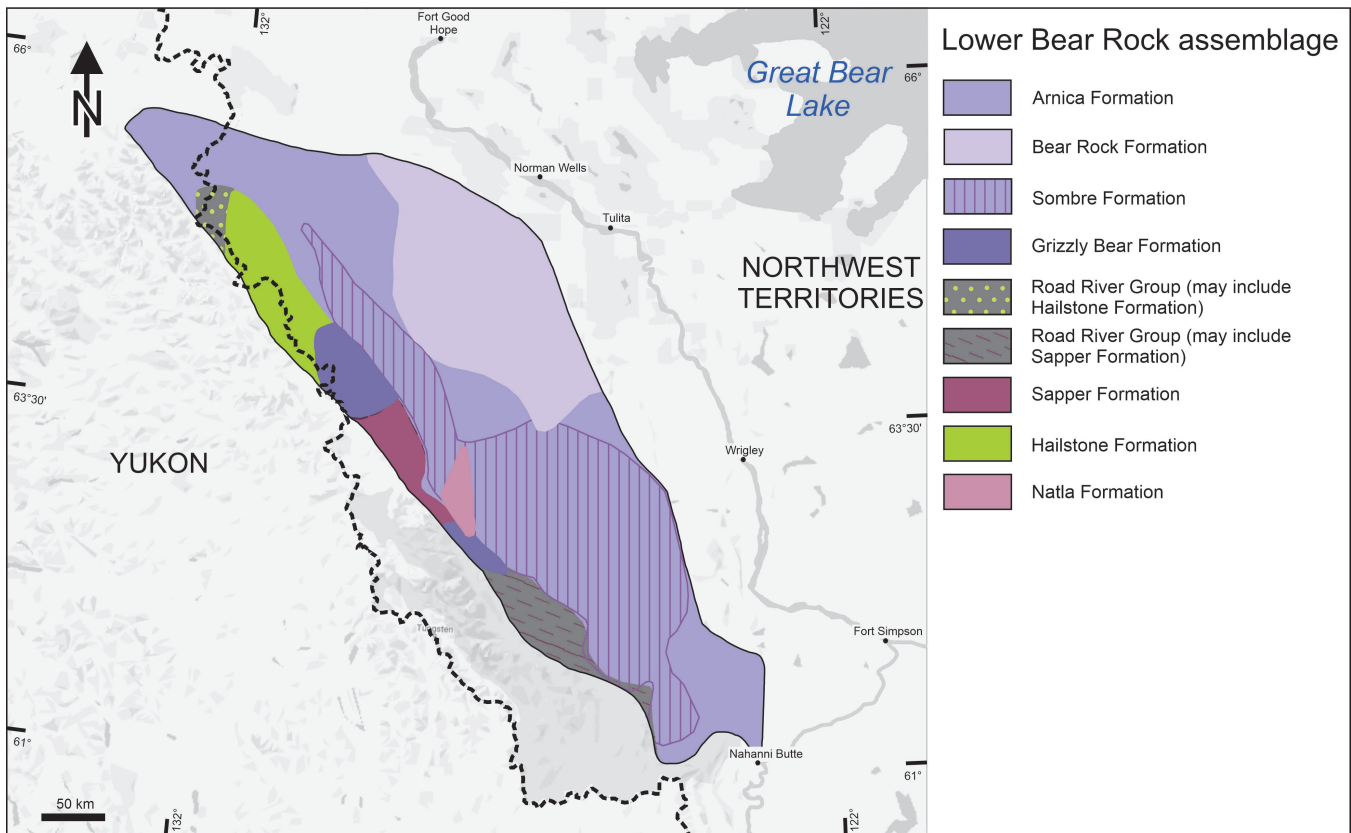 132°
Fort Good
Hope
122°
66°
N
Great Bear
Lake
66°
Norman Wells
Tulita
NORTHWEST
TERRITORIES
63°30'
63°30'
Wrigley
YUKON
Tungsten
Fort Simpson
61°
Nahanni Butte
61°
50 km
132°
122°
Lower Bear Rock assemblage
Arnica Formation
Bear Rock Formation
Sombre Formation
Grizzly Bear Formation
Road River Group (may include
Hailstone Formation)
Road River Group (may include
Sapper Formation)
Sapper Formation
Hailstone Formation
Natla Formation